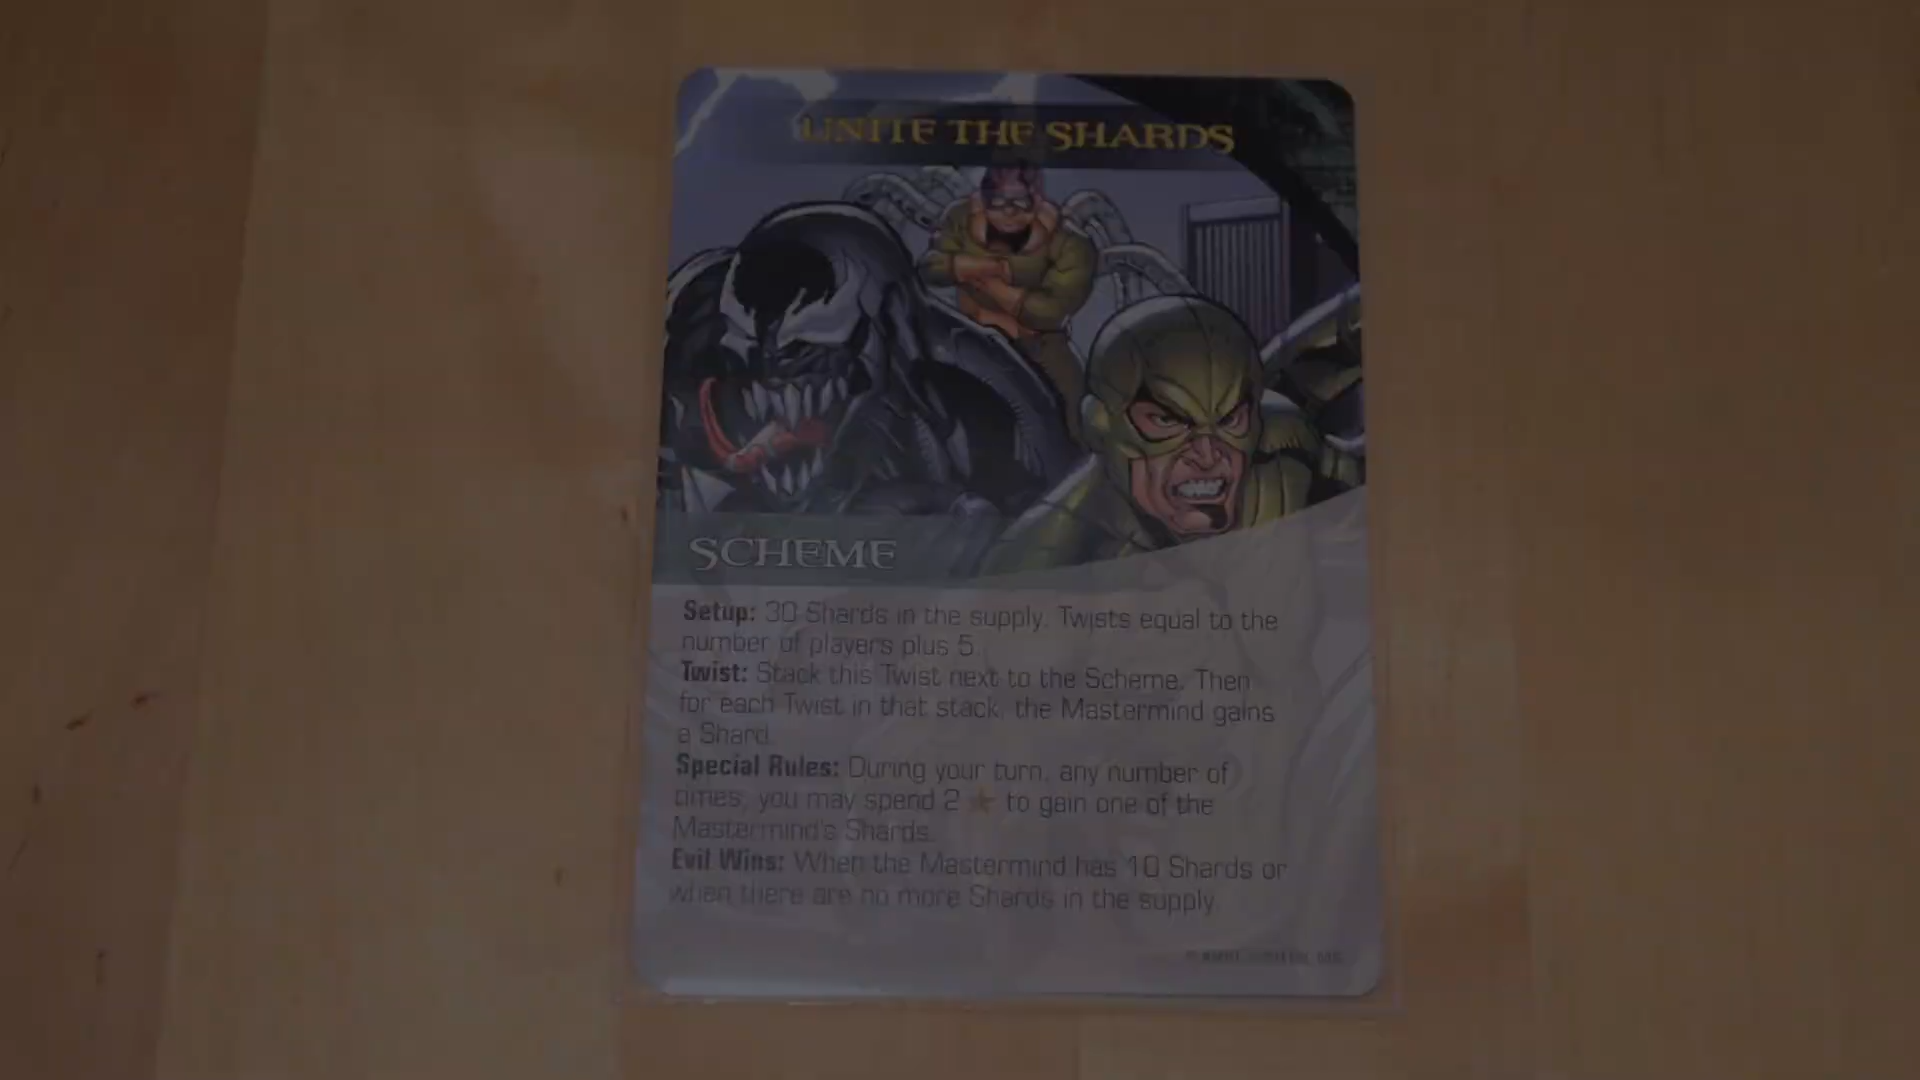 UNITE THE SHARDS
SCHEME
Setup: 30 Shards in the supply. Twists equal to the
number of players plus 5.
Twist: Stack this Twist next to the Scheme. Then
for each Twist in that stack, the Mastermind gains
a Shard.
Special Rules: During your turn, any number of
times, you may spend 2 ★ to gain one of the
Mastermind's Shards.
Evil Wins: When the Mastermind has 10 Shards or
when there are no more Shards in the supply.